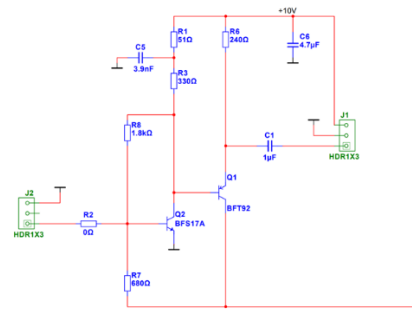 +10V
R1
51Ω
R6
240Ω
C5
3.9nF
C6
4.7µF
R3
330Ω
J1
HDR1X3
R8
1.8kΩ
C1
1µF
Q1
BFT92
J2
HDR1X3
R2
0Ω
Q2
BFS17A
R7
680Ω